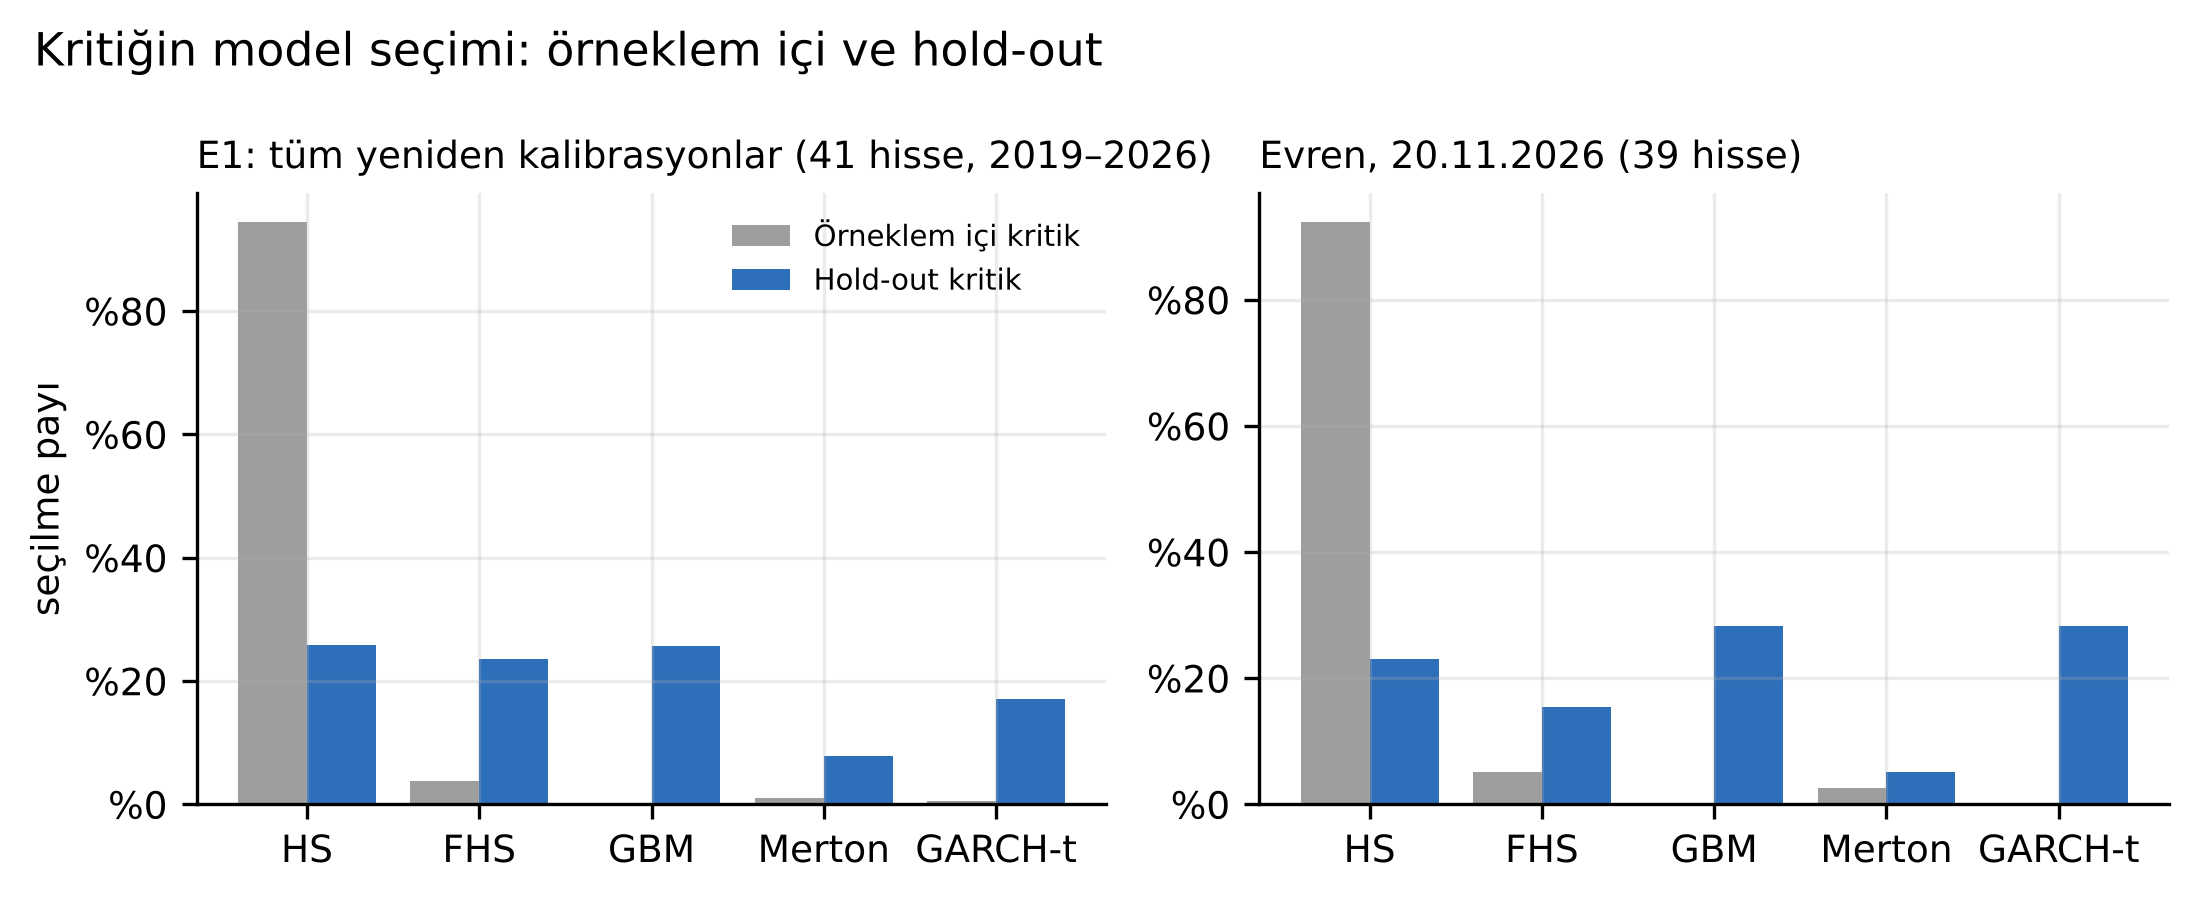 Kritiğin model seçimi: örneklem içi ve hold-out
E1: tüm yeniden kalibrasyonlar (41 hisse, 2019–2026)
seçilme payı
%80
%60
%40
%20
%0
Örneklem içi kritik
Hold-out kritik
HS
FHS
GBM
Merton
GARCH-t
Evren, 20.11.2026 (39 hisse)
%80
%60
%40
%20
%0
HS
FHS
GBM
Merton
GARCH-t